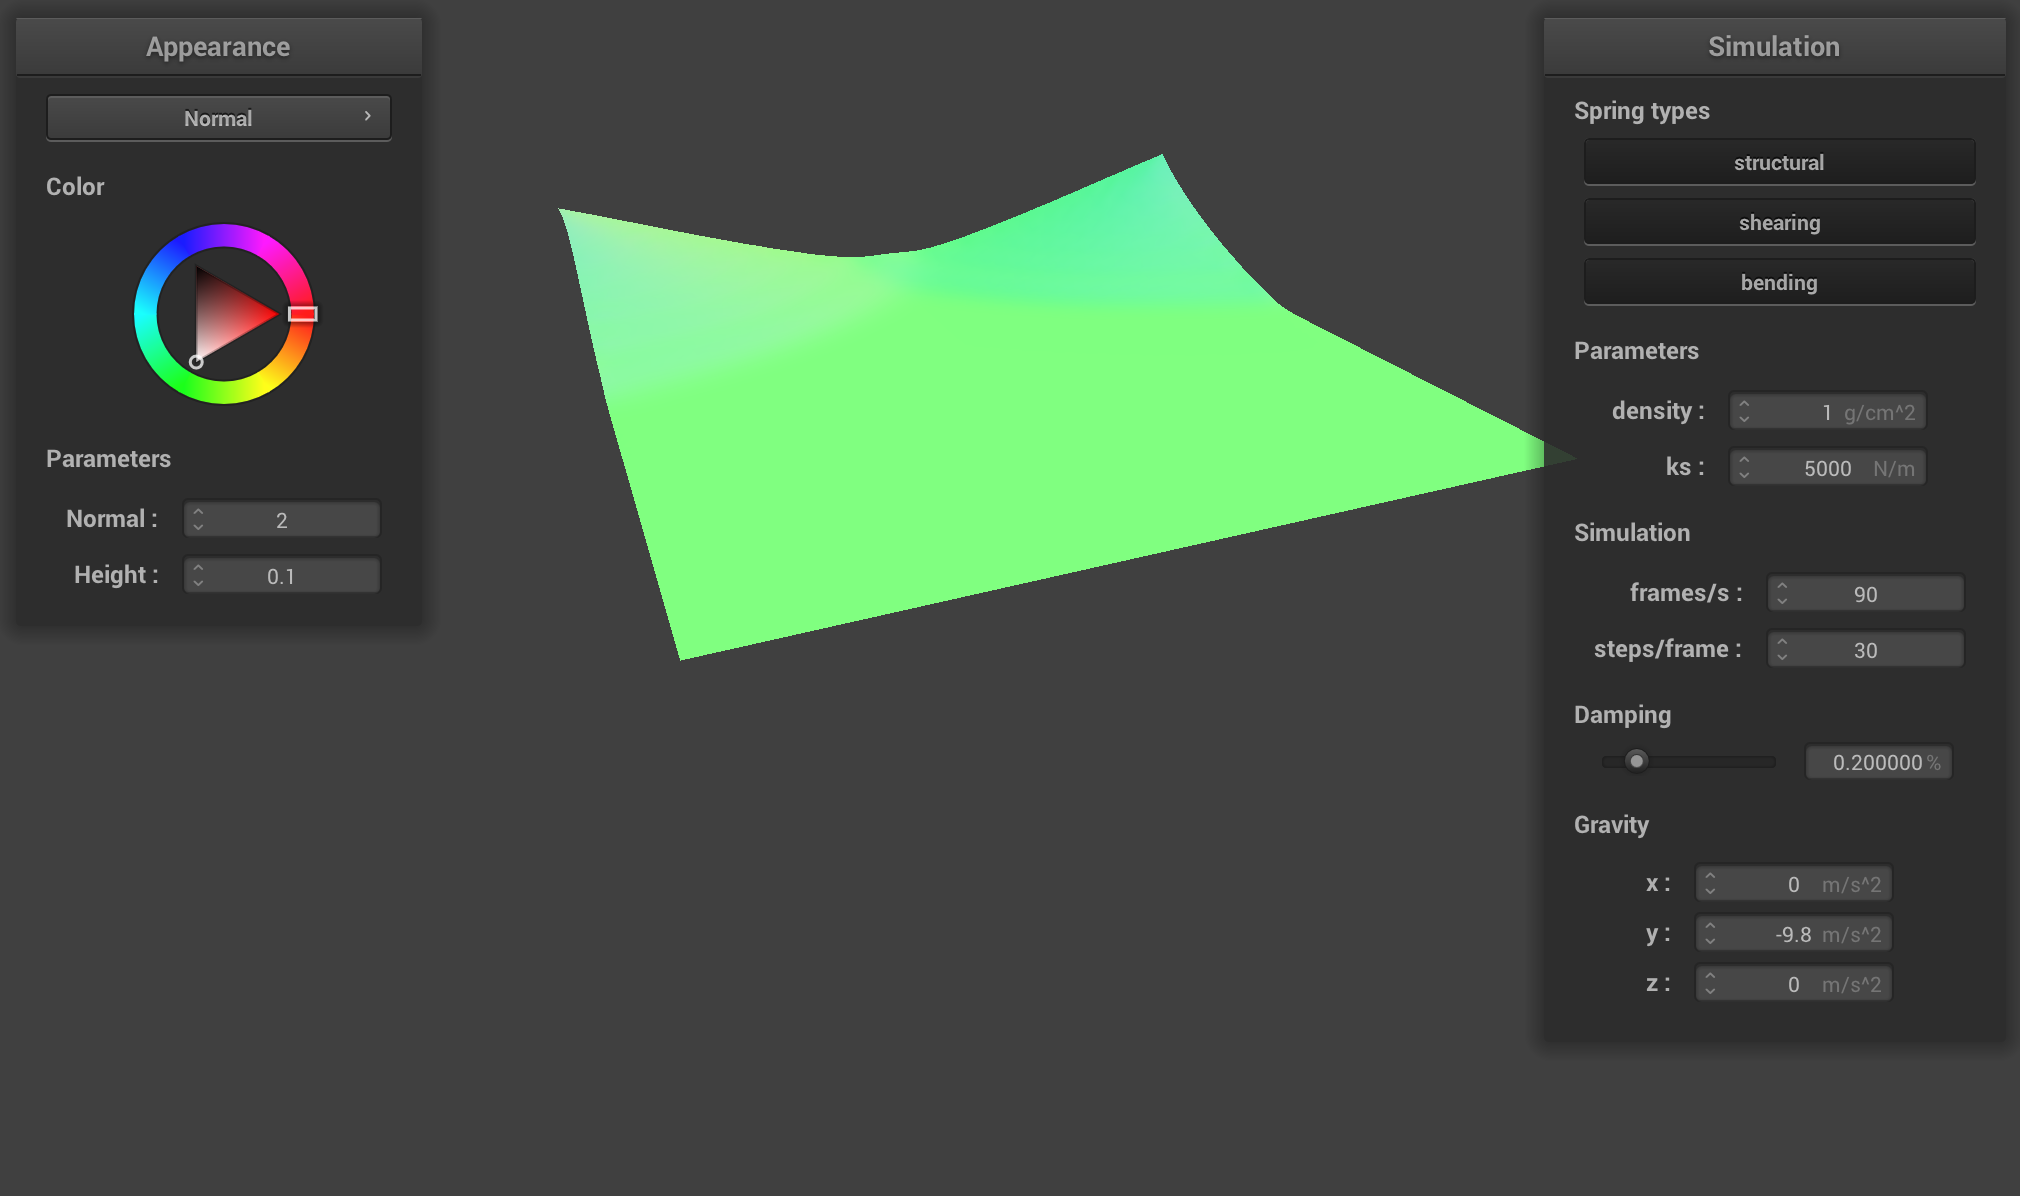 Appearance
Normal ›
Color
Parameters
Normal : 2
Height : 0.1
Simulation
Spring types
structural
shearing
bending
Parameters
density : 1 g/cm^2
ks : 5000 N/m
Simulation
frames/s : 90
steps/frame : 30
Damping
0.200000 %
Gravity
x : 0 m/s^2
y : -9.8 m/s^2
z : 0 m/s^2